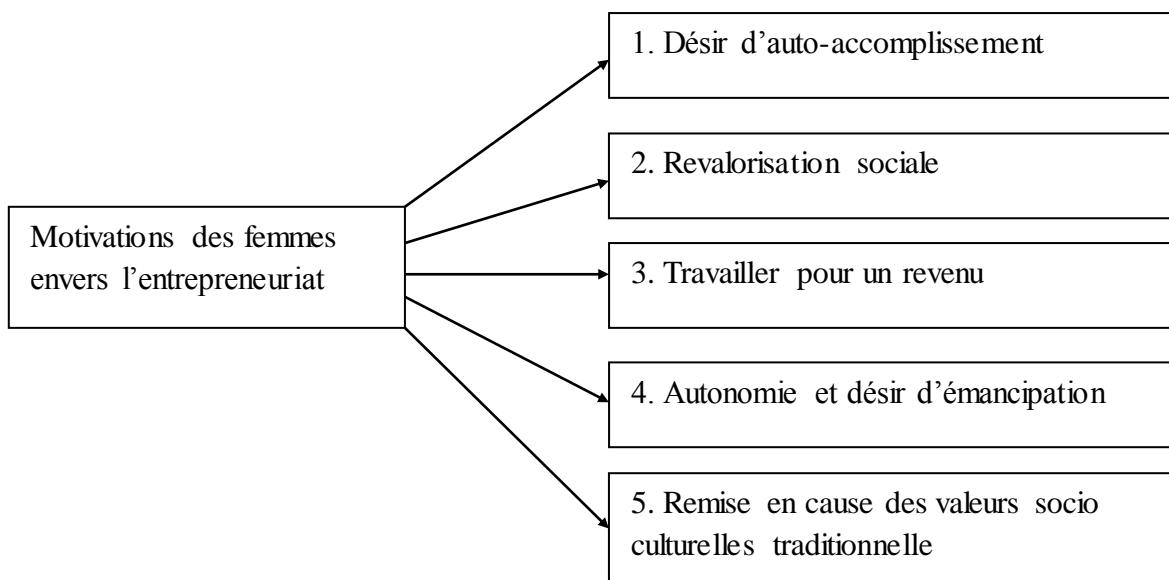 1. Désir d’auto-accomplissement
2. Revalorisation sociale
Motivations des femmes
envers l’entrepreneuriat
3. Travailler pour un revenu
4. Autonomie et désir d’émancipation
5. Remise en cause des valeurs socio
culturelles traditionnelle